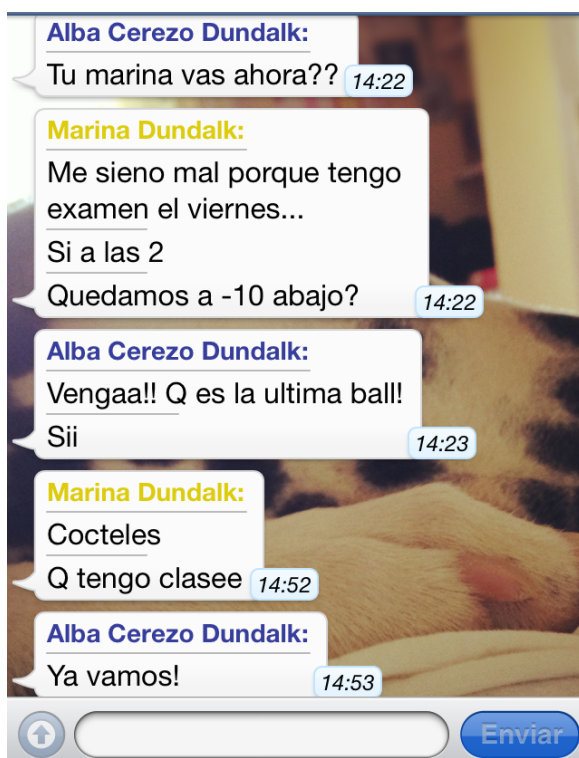 Alba Cerezo Dundalk:
Tu marina vas ahora??
14:22
Marina Dundalk:
Me sieno mal porque tengo
examen el viernes...
Si a las 2
Quedamos a -10 abajo?
14:22
Alba Cerezo Dundalk:
Vengaa!! Q es la ultima ball!
Sii
14:23
Marina Dundalk:
Cocteles
Q tengo clasee
14:52
Alba Cerezo Dundalk:
Ya vamos!
14:53
Enviar